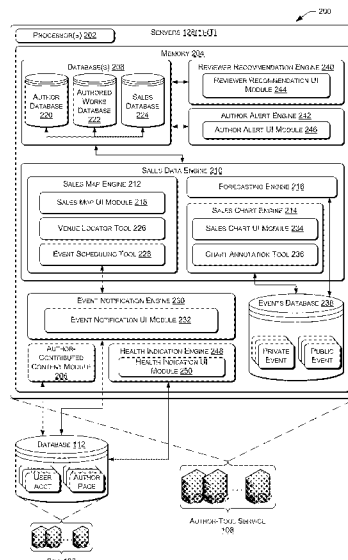 200
PROCESSOR(S) 202
SERVERS 128(1)-(T)
MEMORY 204
DATABASE(S) 208
AUTHOR DATABASE 220
AUTHORED WORKS DATABASE 222
SALES DATABASE 224
REVIEWER RECOMMENDATION ENGINE 240
REVIEWER RECOMMENDATION UI MODULE 244
AUTHOR ALERT ENGINE 242
AUTHOR ALERT UI MODULE 246
SALES DATA ENGINE 210
SALES MAP ENGINE 212
SALES MAP UI MODULE 218
VENUE LOCATOR TOOL 226
EVENT SCHEDULING TOOL 228
FORECASTING ENGINE 216
SALES CHART ENGINE 214
SALES CHART UI MODULE 234
CHART ANNOTATION TOOL 236
EVENT NOTIFICATION ENGINE 230
EVENT NOTIFICATION UI MODULE 232
EVENTS DATABASE 238
PRIVATE EVENT
PUBLIC EVENT
AUTHOR-CONTRIBUTED CONTENT MODULE 206
HEALTH INDICATION ENGINE 248
HEALTH INDICATION UI MODULE 250
DATABASE 112
USER ACCT
AUTHOR PAGE
AUTHOR-TOOL SERVICE
108